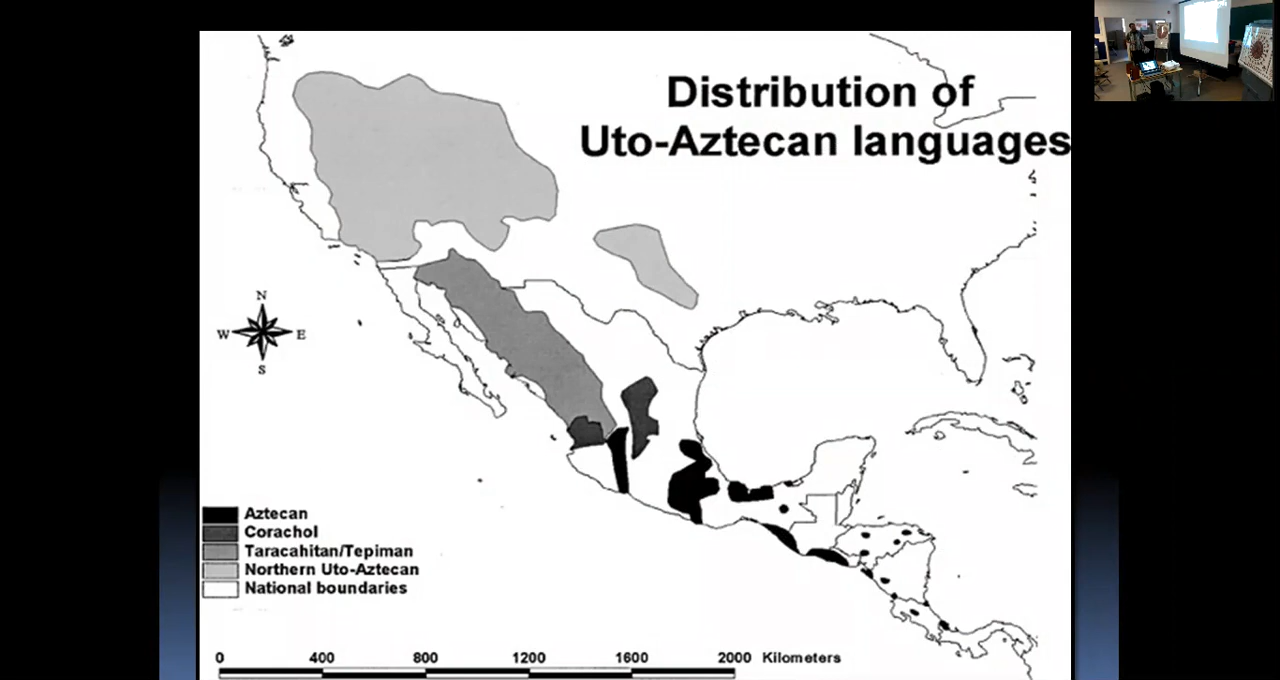 Distribution of
Uto-Aztecan languages
N
W E
S
Aztecan
Corachol
Taracahitan/Tepiman
Northern Uto-Aztecan
National boundaries
0 400 800 1200 1600 2000 Kilometers